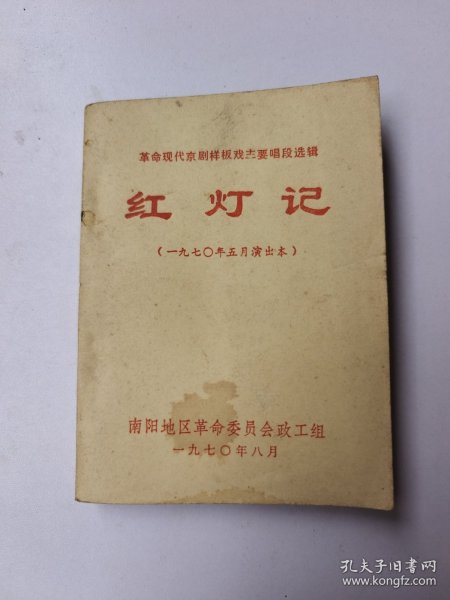 革命现代京剧样板戏主要唱段选辑
红灯记
（一九七〇年五月演出本）
南阳地区革命委员会政工组
一九七〇年八月
孔夫子旧书网
www.kongfz.com